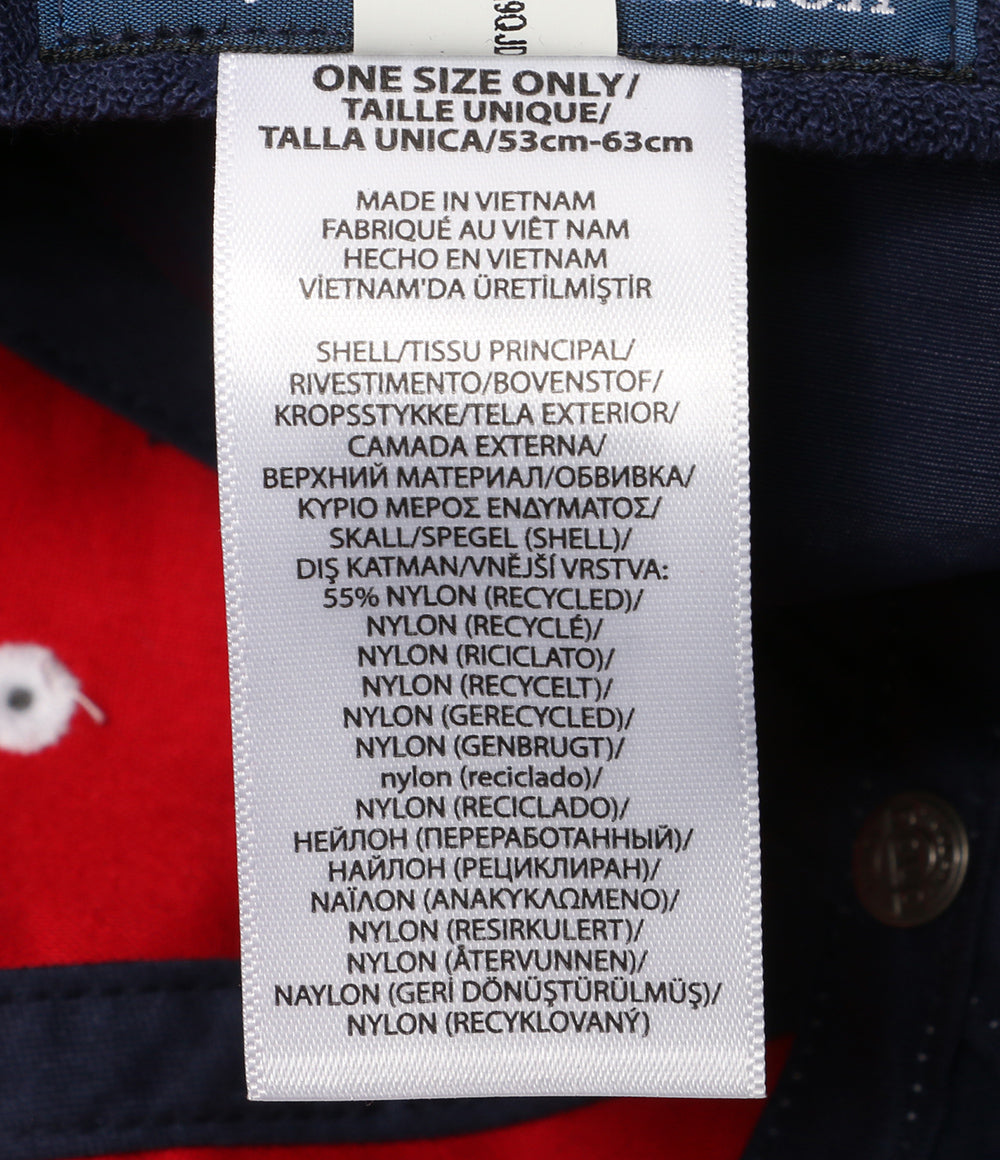 ONE SIZE ONLY/
TAILLE UNIQUE/
TALLA UNICA/53cm-63cm
MADE IN VIETNAM
FABRIQUÉ AU VIÊT NAM
HECHO EN VIETNAM
VİETNAM'DA ÜRETİLMİŞTİR
SHELL/TISSU PRINCIPAL/
RIVESTIMENTO/BOVENSTOF/
KROPSSTYKKE/TELA EXTERIOR/
CAMADA EXTERNA/
ВЕРХНИЙ МАТЕРИАЛ/ОБВИВКА/
ΚΥΡΙΟ ΜΕΡΟΣ ΕΝΔΥΜΑΤΟΣ/
SKALL/SPEGEL (SHELL)/
DIŞ KATMAN/VNĚJŠÍ VRSTVA:
55% NYLON (RECYCLED)/
NYLON (RECYCLÉ)/
NYLON (RICICLATO)/
NYLON (RECYCELT)/
NYLON (GERECYCLED)/
NYLON (GENBRUGT)/
nylon (reciclado)/
NYLON (RECICLADO)/
НЕЙЛОН (ПЕРЕРАБОТАННЫЙ)/
НАЙЛОН (РЕЦИКЛИРАН)/
ΝΑΪΛΟΝ (ΑΝΑΚΥΚΛΩΜΕΝΟ)/
NYLON (RESIRKULERT)/
NYLON (ÅTERVUNNEN)/
NAYLON (GERİ DÖNÜŞTÜRÜLMÜŞ)/
NYLON (RECYKLOVANÝ)